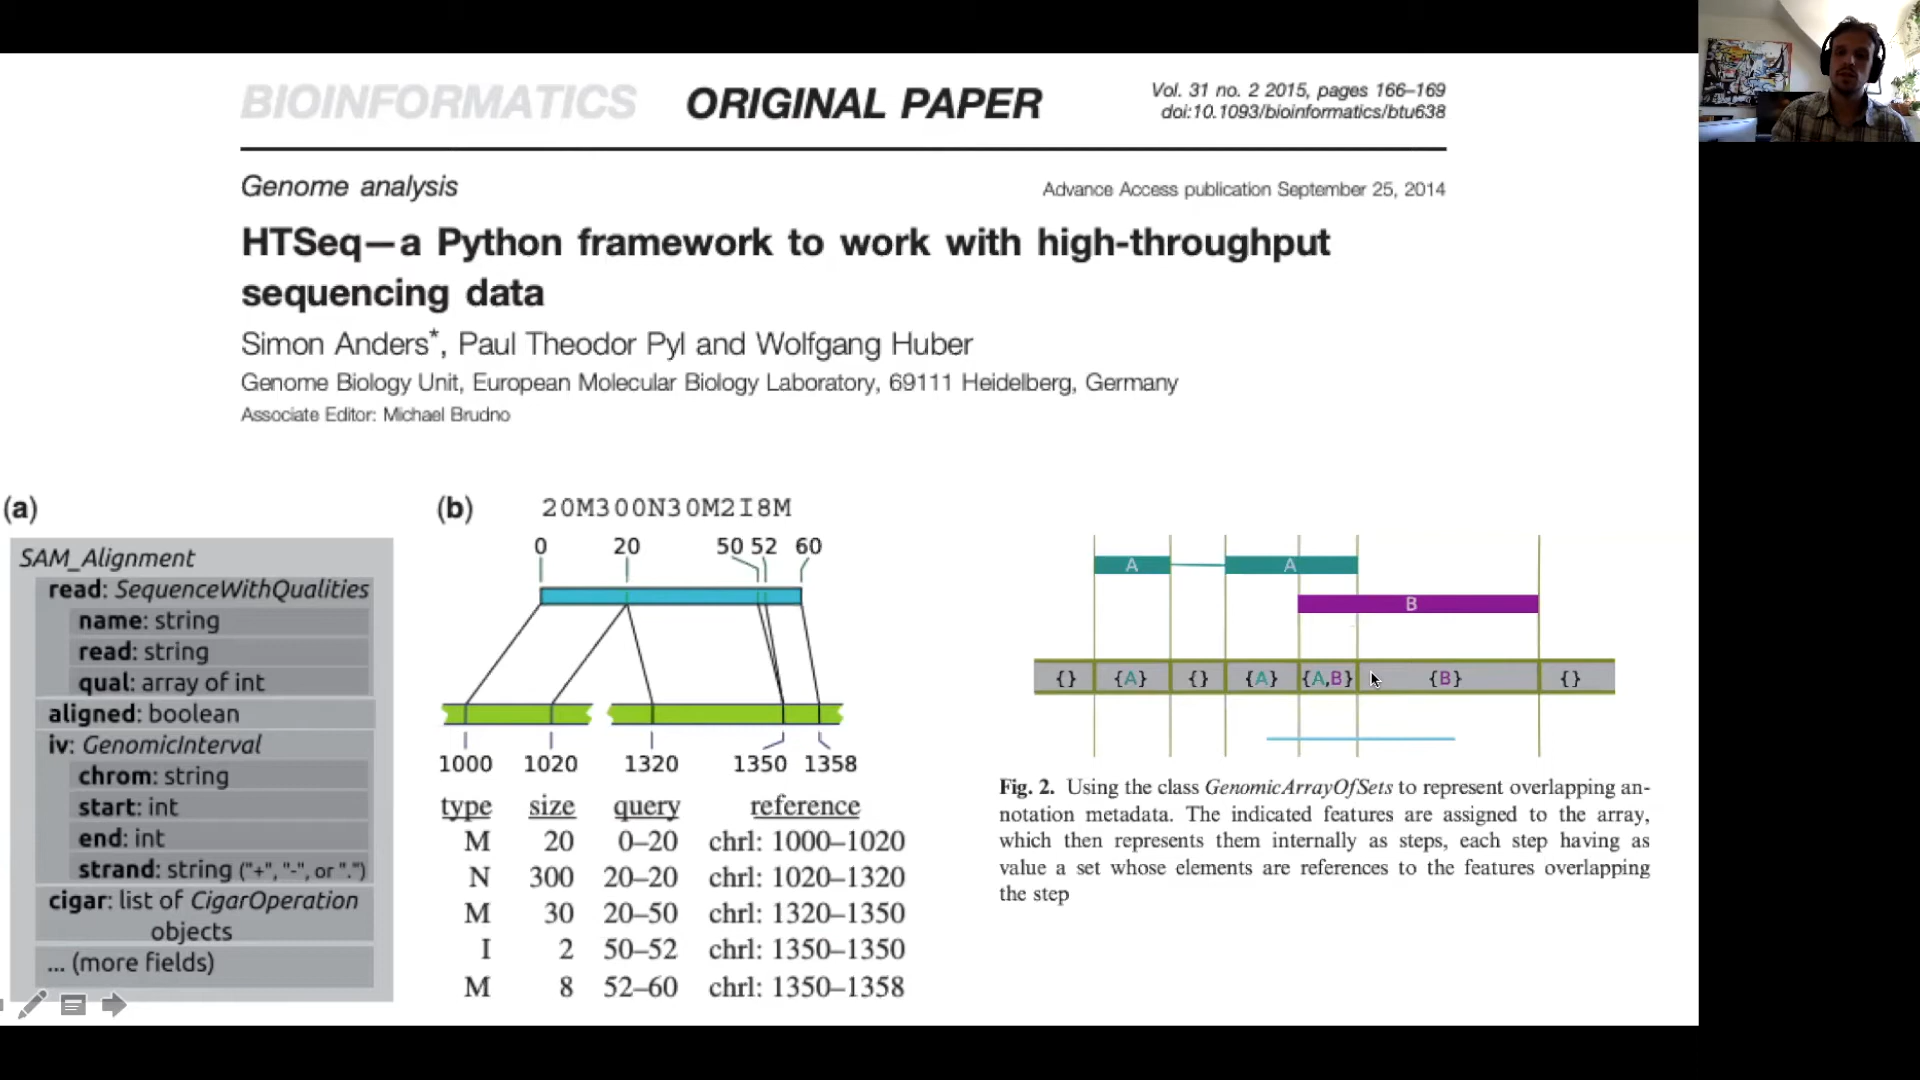 BIOINFORMATICS ORIGINAL PAPER
Vol. 31 no. 2 2015, pages 166–169
doi:10.1093/bioinformatics/btu638
Genome analysis
Advance Access publication September 25, 2014
HTSeq—a Python framework to work with high-throughput
sequencing data
Simon Anders*, Paul Theodor Pyl and Wolfgang Huber
Genome Biology Unit, European Molecular Biology Laboratory, 69111 Heidelberg, Germany
Associate Editor: Michael Brudno
(a)
SAM_Alignment
read: SequenceWithQualities
name: string
read: string
qual: array of int
aligned: boolean
iv: GenomicInterval
chrom: string
start: int
end: int
strand: string ("+", "-", or ".")
cigar: list of CigarOperation
objects
... (more fields)
(b)
20M300N30M2I8M
0 20 50 52 60
1000 1020 1320 1350 1358
type size query reference
M 20 0–20 chrl: 1000–1020
N 300 20–20 chrl: 1020–1320
M 30 20–50 chrl: 1320–1350
I 2 50–52 chrl: 1350–1350
M 8 52–60 chrl: 1350–1358
A A
B
{} {A} {} {A} {A,B} {B} {}
Fig. 2. Using the class GenomicArrayOfSets to represent overlapping an-
notation metadata. The indicated features are assigned to the array,
which then represents them internally as steps, each step having as
value a set whose elements are references to the features overlapping
the step